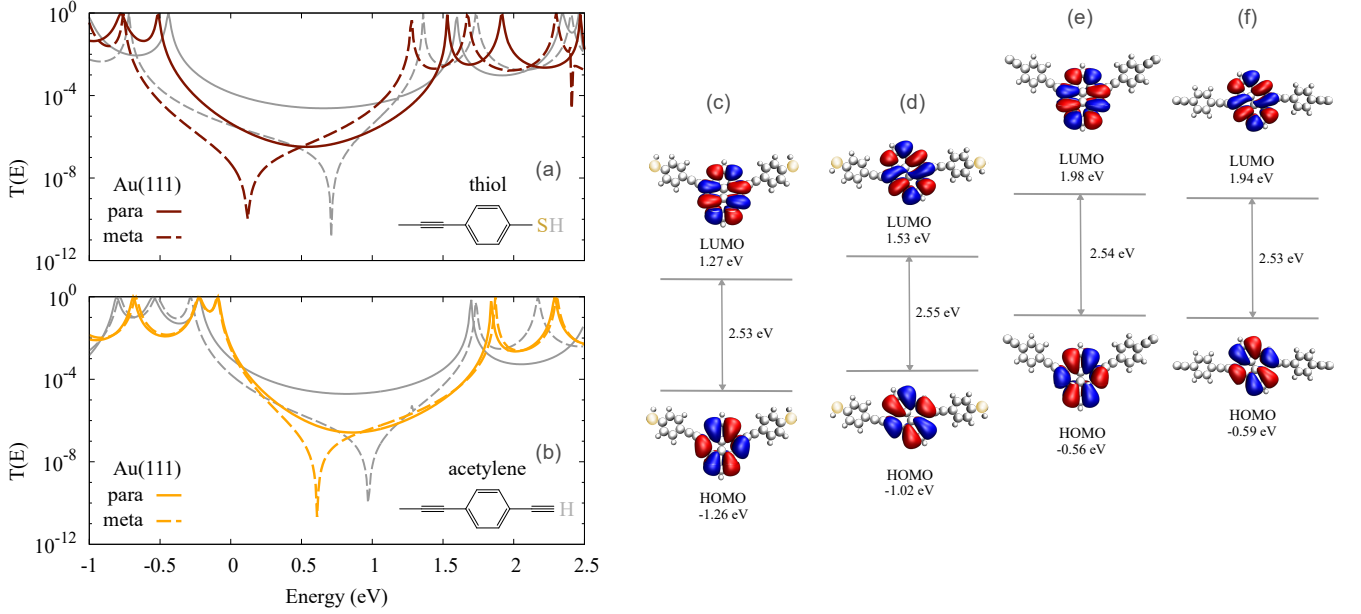 10^0
10^-4
T(E)
10^-8
10^-12
(a)
Au(111)
thiol
para
meta
SH
10^0
10^-4
T(E)
10^-8
10^-12
(b)
Au(111)
acetylene
para
meta
H
-1 -0.5 0 0.5 1 1.5 2 2.5
Energy (eV)
(c)
LUMO
1.27 eV
2.53 eV
HOMO
-1.26 eV
(d)
LUMO
1.53 eV
2.55 eV
HOMO
-1.02 eV
(e)
LUMO
1.98 eV
2.54 eV
HOMO
-0.56 eV
(f)
LUMO
1.94 eV
2.53 eV
HOMO
-0.59 eV